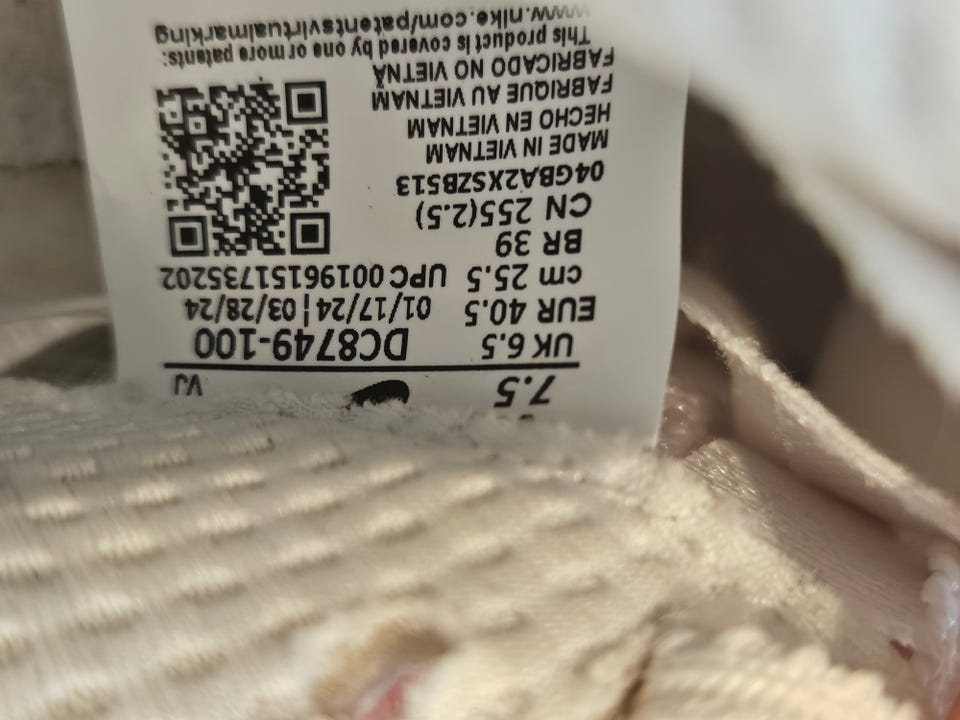 7.5 VJ
UK 6.5 DC8749-100
EUR 40.5 01/17/24 ¦ 03/28/24
cm 25.5 UPC 00196151735202
BR 39
CN 255(2.5)
04GBA2XSZB513
MADE IN VIETNAM
HECHO EN VIETNAM
FABRIQUE AU VIETNAM
FABRICADO NO VIETNÃ
This product is covered by one or more patents:
www.nike.com/patentsvirtualmarking